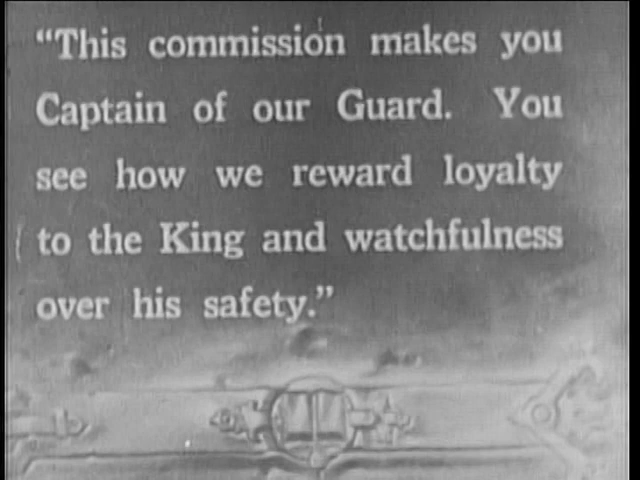 “This commission makes you
Captain of our Guard. You
see how we reward loyalty
to the King and watchfulness
over his safety.”